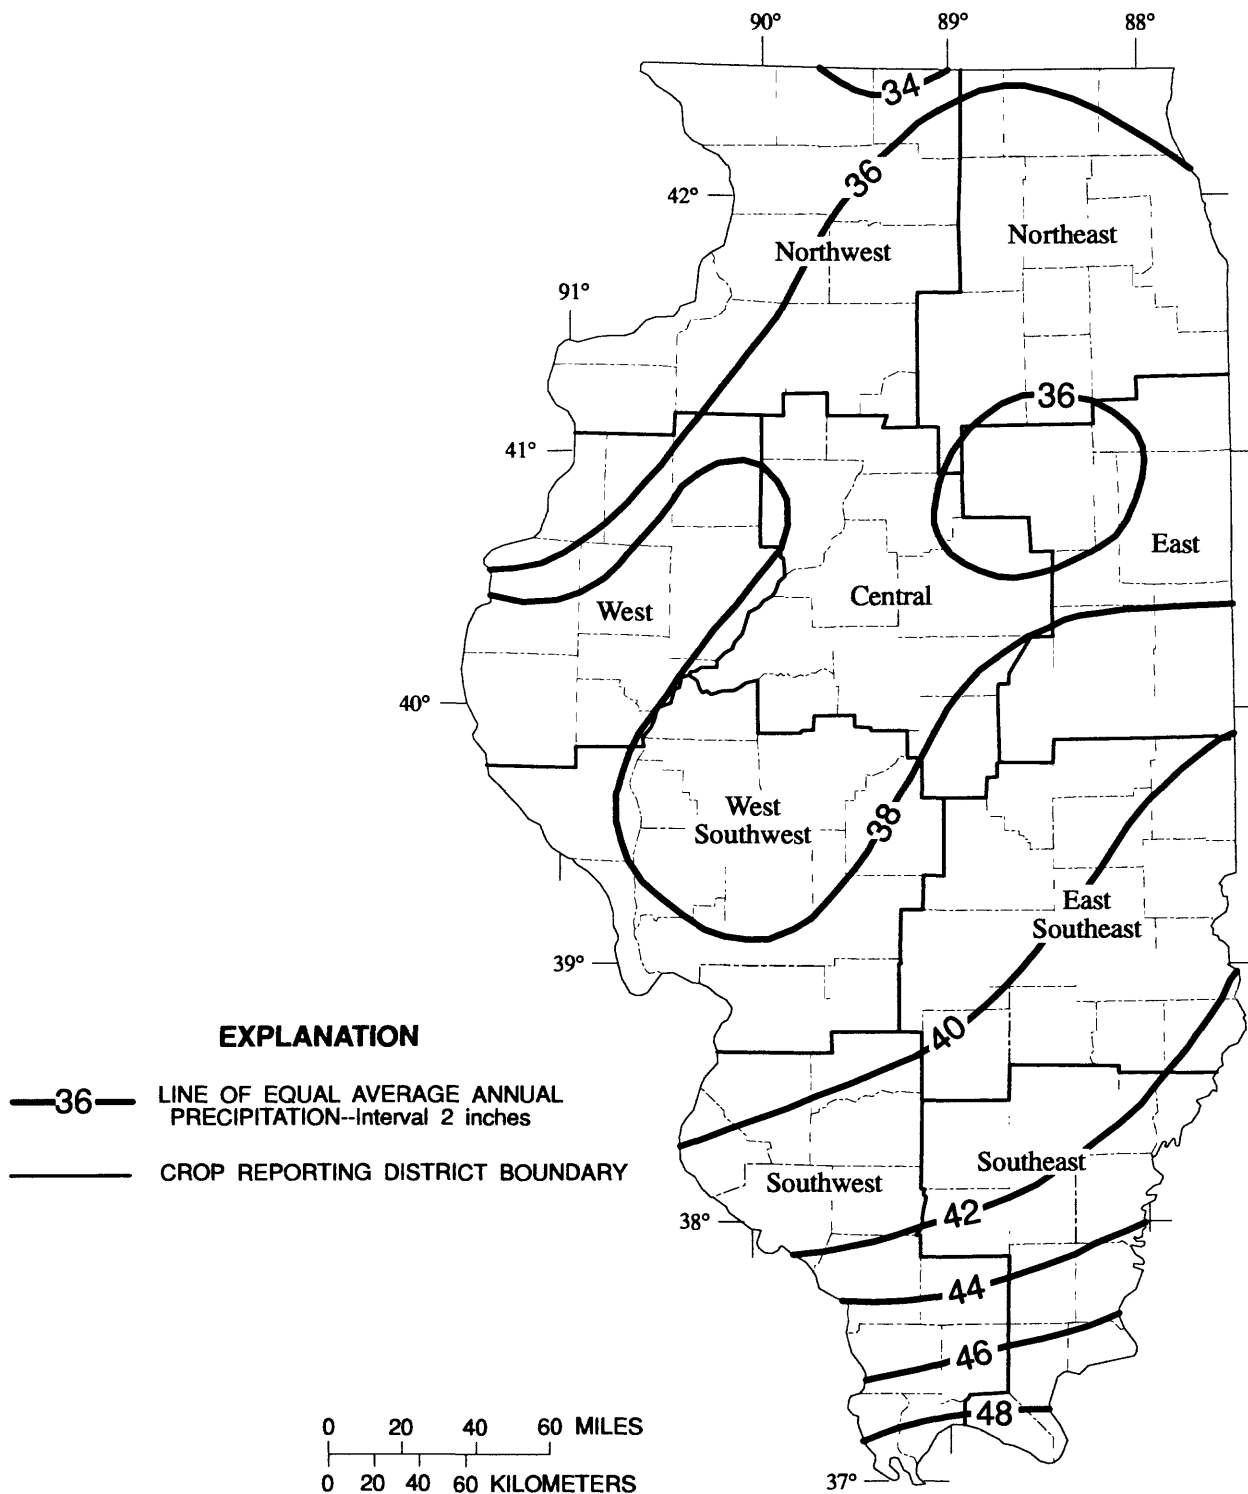 90° 89° 88°
34
36
42°
Northeast
Northwest
91°
36
41°
East
Central
West
40°
West
Southwest
38
East
Southeast
39°
EXPLANATION
40
36 LINE OF EQUAL AVERAGE ANNUAL
PRECIPITATION--Interval 2 inches
CROP REPORTING DISTRICT BOUNDARY
Southeast
Southwest
42
38°
44
46
48
0 20 40 60 MILES
0 20 40 60 KILOMETERS
37°